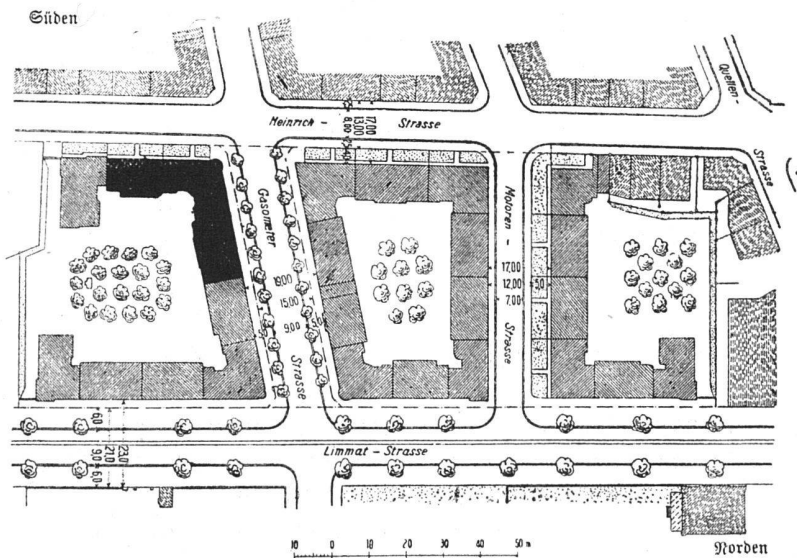 Süden
Quellen-
Strasse
Heinrich - Strasse
17,00
13,00
8,00
Gasometer
Strasse
19,00
15,00
9,00
Motoren -
Strasse
17,00
12,00
7,00
5,0
6,0
21,0
9,0
6,0
23,0
Limmat - Strasse
10 0 10 20 30 40 50 m
Norden